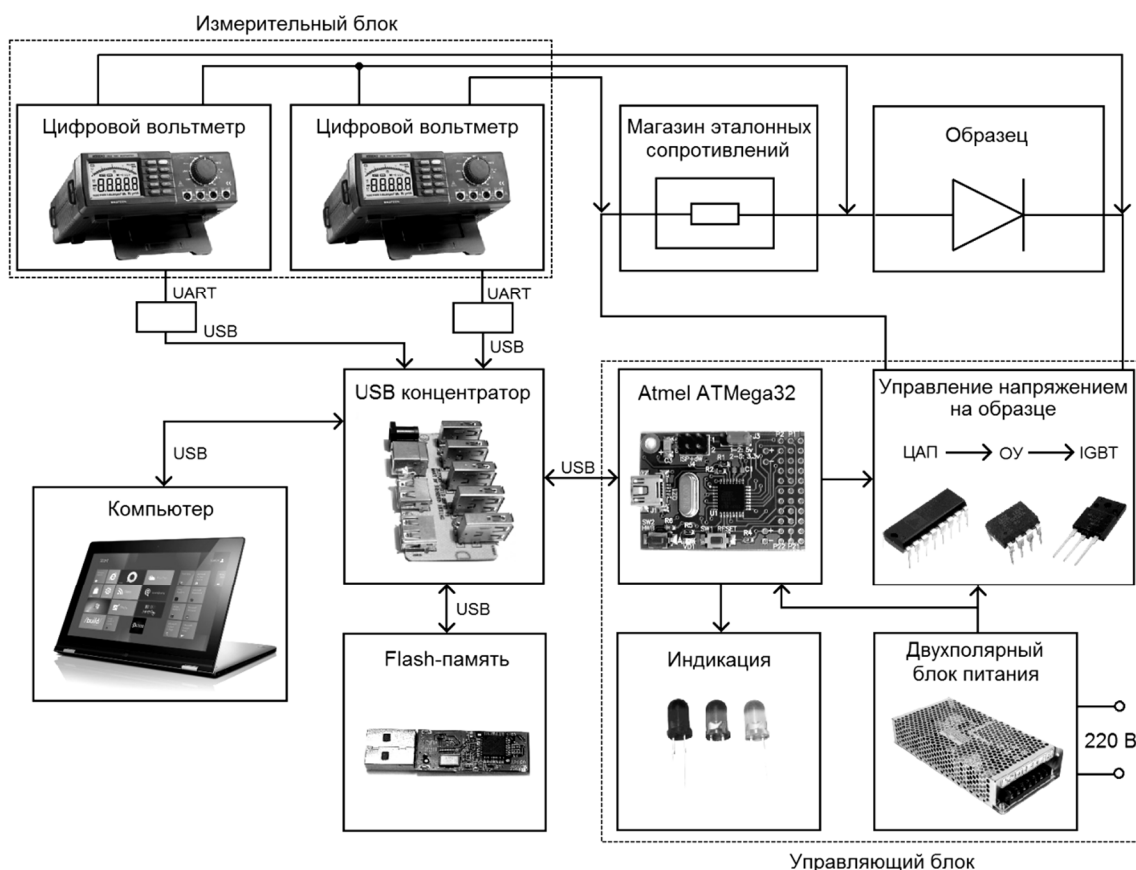 Измерительный блок
Цифровой вольтметр
Цифровой вольтметр
Магазин эталонных
сопротивлений
Образец
UART
USB
UART
USB
USB концентратор
Atmel ATMega32
Управление напряжением
на образце
ЦАП
ОУ
IGBT
USB
USB
Компьютер
USB
Flash-память
Индикация
Двухполярный
блок питания
220 В
Управляющий блок